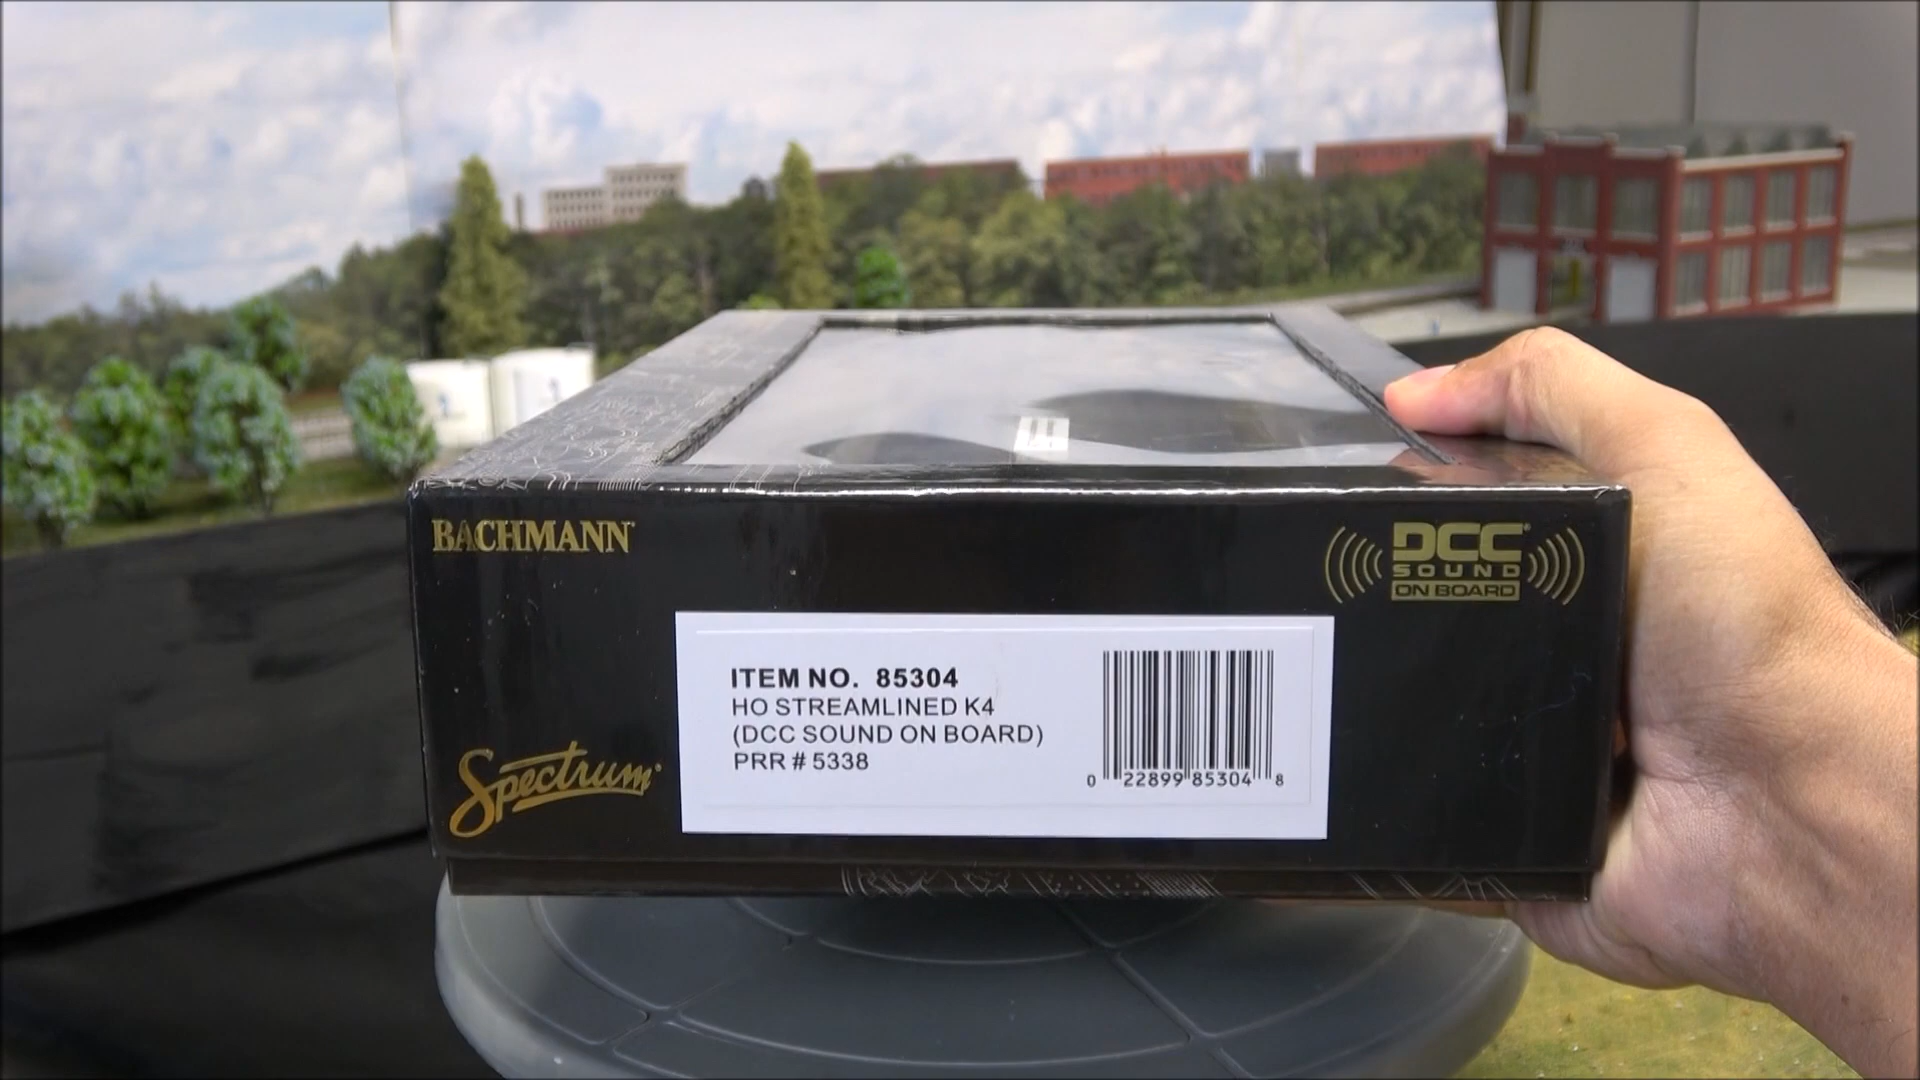 BACHMANN
DCC
SOUND
ON BOARD
ITEM NO. 85304
HO STREAMLINED K4
(DCC SOUND ON BOARD)
PRR # 5338
0 22899 85304 8
Spectrum